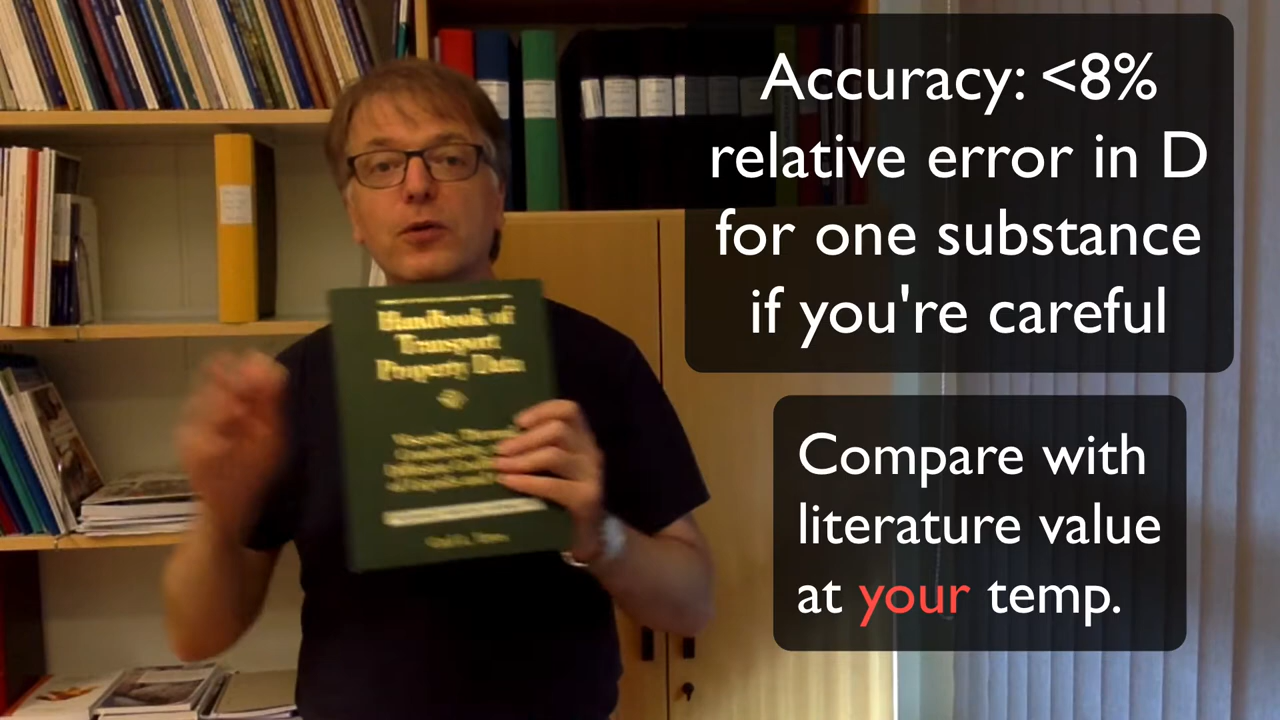 Accuracy: <8%
relative error in D
for one substance
if you're careful
Compare with
literature value
at your temp.
Handbook of
Transport
Property Data